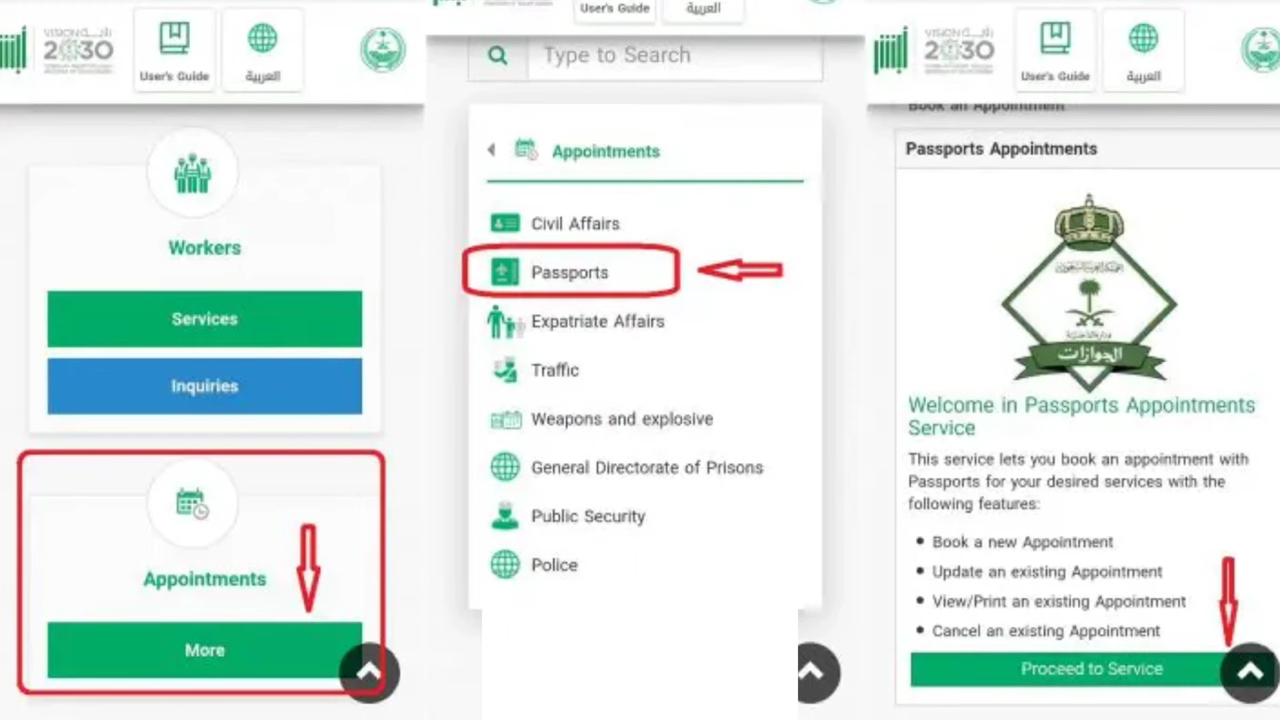 VISION
2030
User's Guide
العربية
Workers
Services
Inquiries
Appointments
More
User's Guide
العربية
Type to Search
Appointments
Civil Affairs
Passports
Expatriate Affairs
Traffic
Weapons and explosive
General Directorate of Prisons
Public Security
Police
VISION
2030
User's Guide
العربية
Book an Appointment
Passports Appointments
الجوازات
Welcome in Passports Appointments
Service
This service lets you book an appointment with
Passports for your desired services with the
following features:
Book a new Appointment
Update an existing Appointment
View/Print an existing Appointment
Cancel an existing Appointment
Proceed to Service